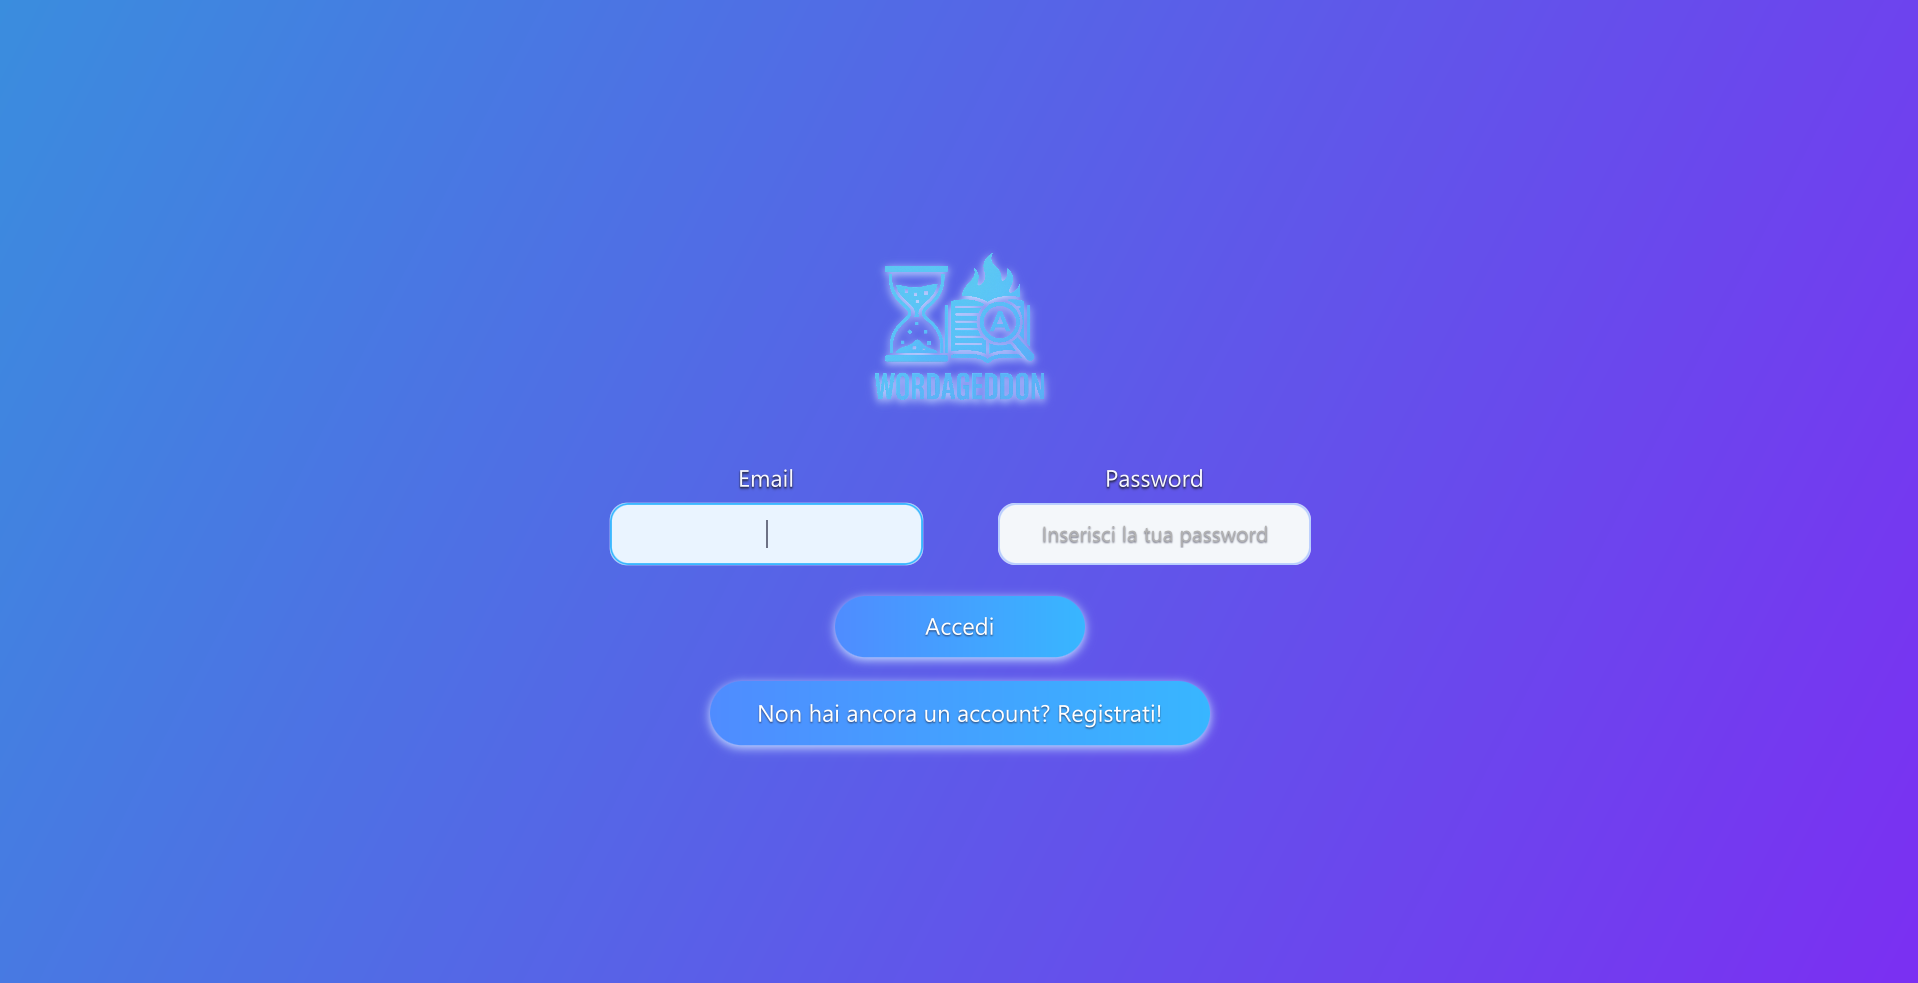 WORDAGEDDON
Email
Password
Inserisci la tua password
Accedi
Non hai ancora un account? Registrati!